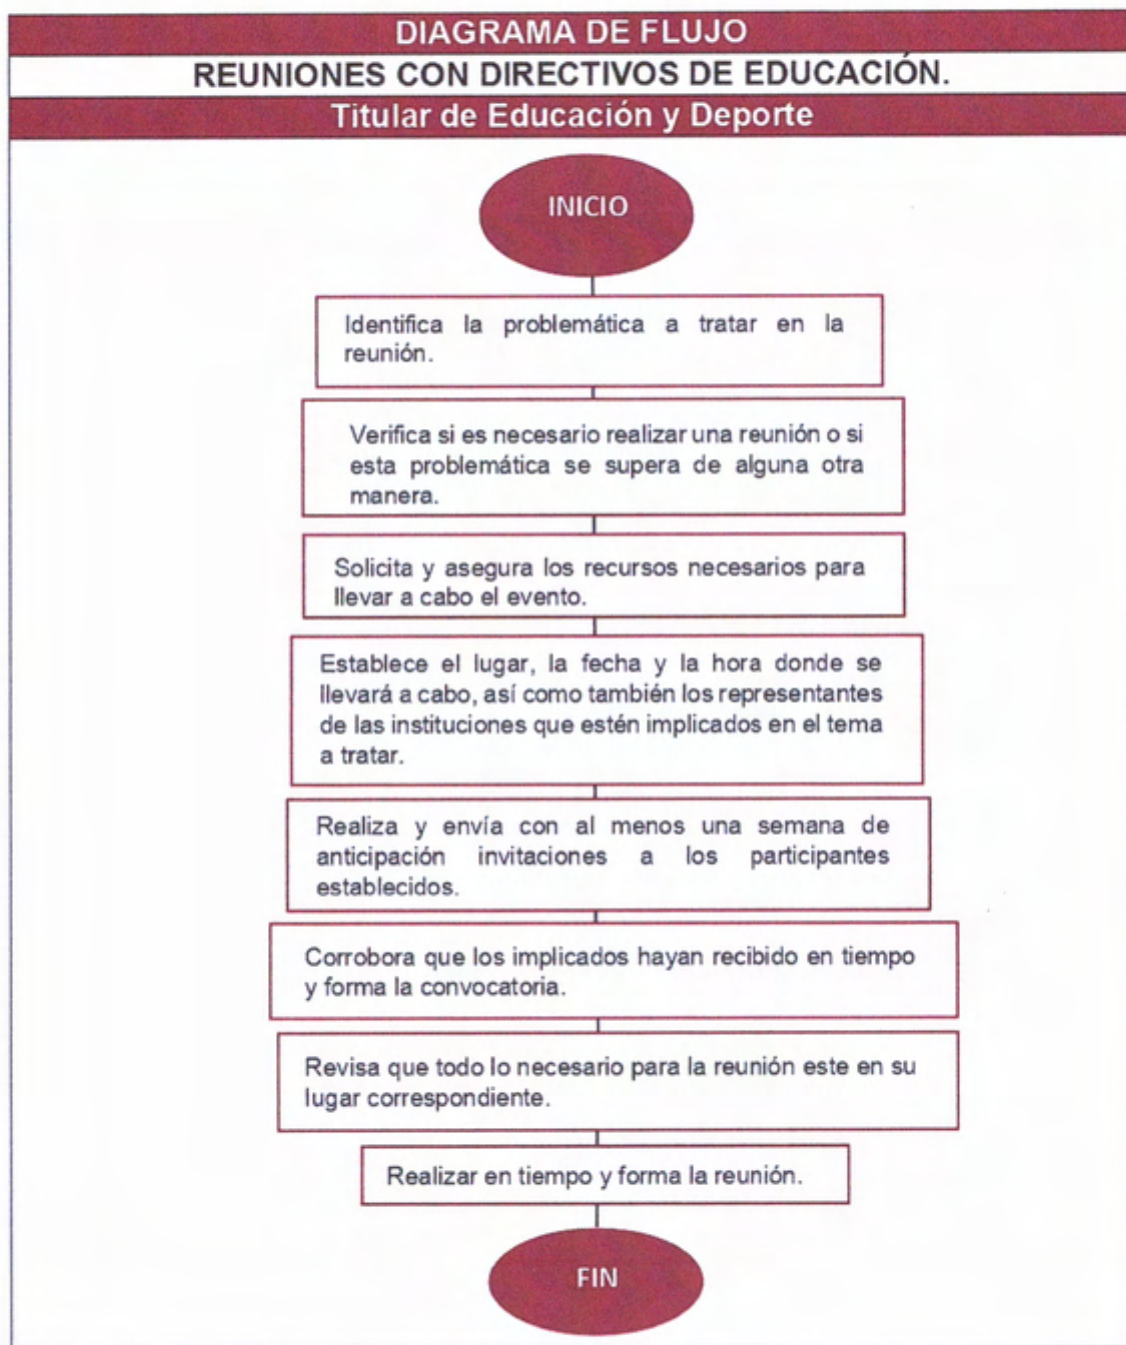 DIAGRAMA DE FLUJO
REUNIONES CON DIRECTIVOS DE EDUCACIÓN.
Titular de Educación y Deporte
INICIO
Identifica la problemática a tratar en la
reunión.
Verifica si es necesario realizar una reunión o si
esta problemática se supera de alguna otra
manera.
Solicita y asegura los recursos necesarios para
llevar a cabo el evento.
Establece el lugar, la fecha y la hora donde se
llevará a cabo, así como también los representantes
de las instituciones que estén implicados en el tema
a tratar.
Realiza y envía con al menos una semana de
anticipación invitaciones a los participantes
establecidos.
Corrobora que los implicados hayan recibido en tiempo
y forma la convocatoria.
Revisa que todo lo necesario para la reunión este en su
lugar correspondiente.
Realizar en tiempo y forma la reunión.
FIN